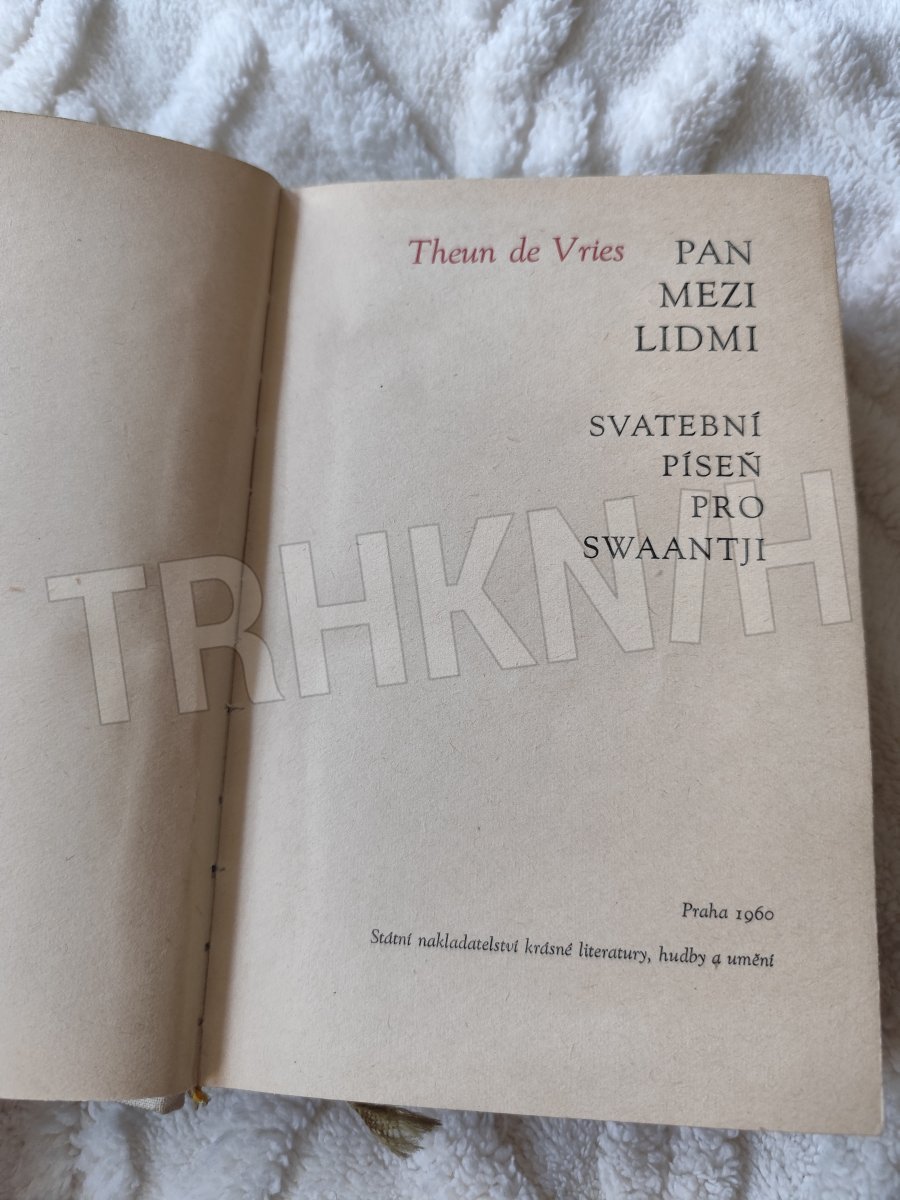 Theun de Vries
PAN
MEZI
LIDMI
SVATEBNÍ
PÍSEŇ
PRO
SWAANTJI
TRHKNIH
Praha 1960
Státní nakladatelství krásné literatury, hudby a umění